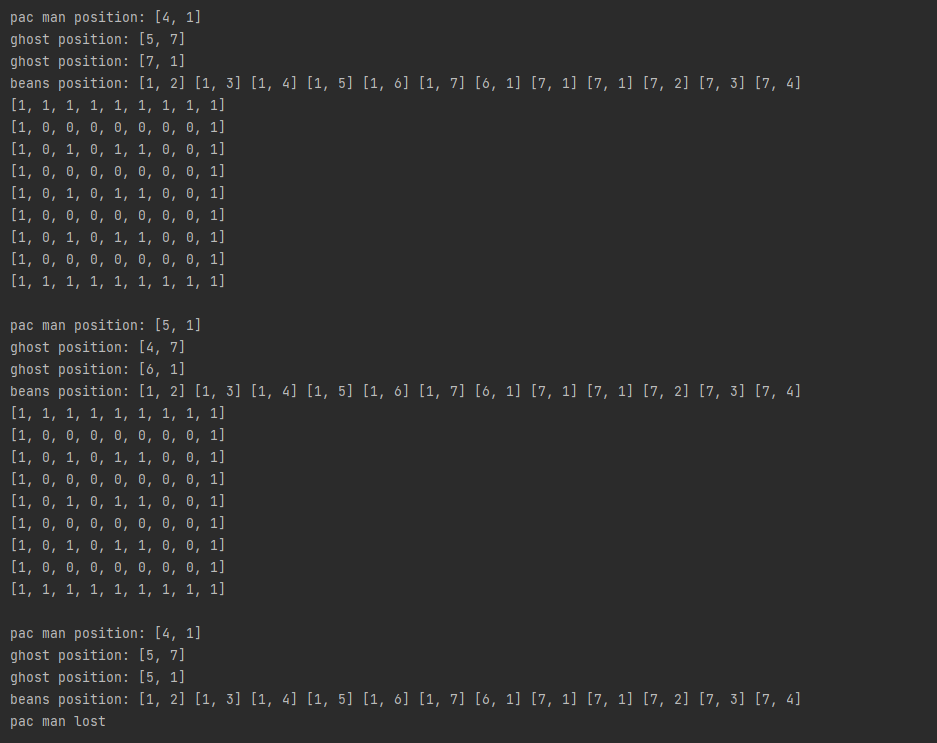 pac man position: [4, 1]
ghost position: [5, 7]
ghost position: [7, 1]
beans position: [1, 2] [1, 3] [1, 4] [1, 5] [1, 6] [1, 7] [6, 1] [7, 1] [7, 1] [7, 2] [7, 3] [7, 4]
[1, 1, 1, 1, 1, 1, 1, 1, 1]
[1, 0, 0, 0, 0, 0, 0, 0, 1]
[1, 0, 1, 0, 1, 1, 0, 0, 1]
[1, 0, 0, 0, 0, 0, 0, 0, 1]
[1, 0, 1, 0, 1, 1, 0, 0, 1]
[1, 0, 0, 0, 0, 0, 0, 0, 1]
[1, 0, 1, 0, 1, 1, 0, 0, 1]
[1, 0, 0, 0, 0, 0, 0, 0, 1]
[1, 1, 1, 1, 1, 1, 1, 1, 1]
pac man position: [5, 1]
ghost position: [4, 7]
ghost position: [6, 1]
beans position: [1, 2] [1, 3] [1, 4] [1, 5] [1, 6] [1, 7] [6, 1] [7, 1] [7, 1] [7, 2] [7, 3] [7, 4]
[1, 1, 1, 1, 1, 1, 1, 1, 1]
[1, 0, 0, 0, 0, 0, 0, 0, 1]
[1, 0, 1, 0, 1, 1, 0, 0, 1]
[1, 0, 0, 0, 0, 0, 0, 0, 1]
[1, 0, 1, 0, 1, 1, 0, 0, 1]
[1, 0, 0, 0, 0, 0, 0, 0, 1]
[1, 0, 1, 0, 1, 1, 0, 0, 1]
[1, 0, 0, 0, 0, 0, 0, 0, 1]
[1, 1, 1, 1, 1, 1, 1, 1, 1]
pac man position: [4, 1]
ghost position: [5, 7]
ghost position: [5, 1]
beans position: [1, 2] [1, 3] [1, 4] [1, 5] [1, 6] [1, 7] [6, 1] [7, 1] [7, 1] [7, 2] [7, 3] [7, 4]
pac man lost